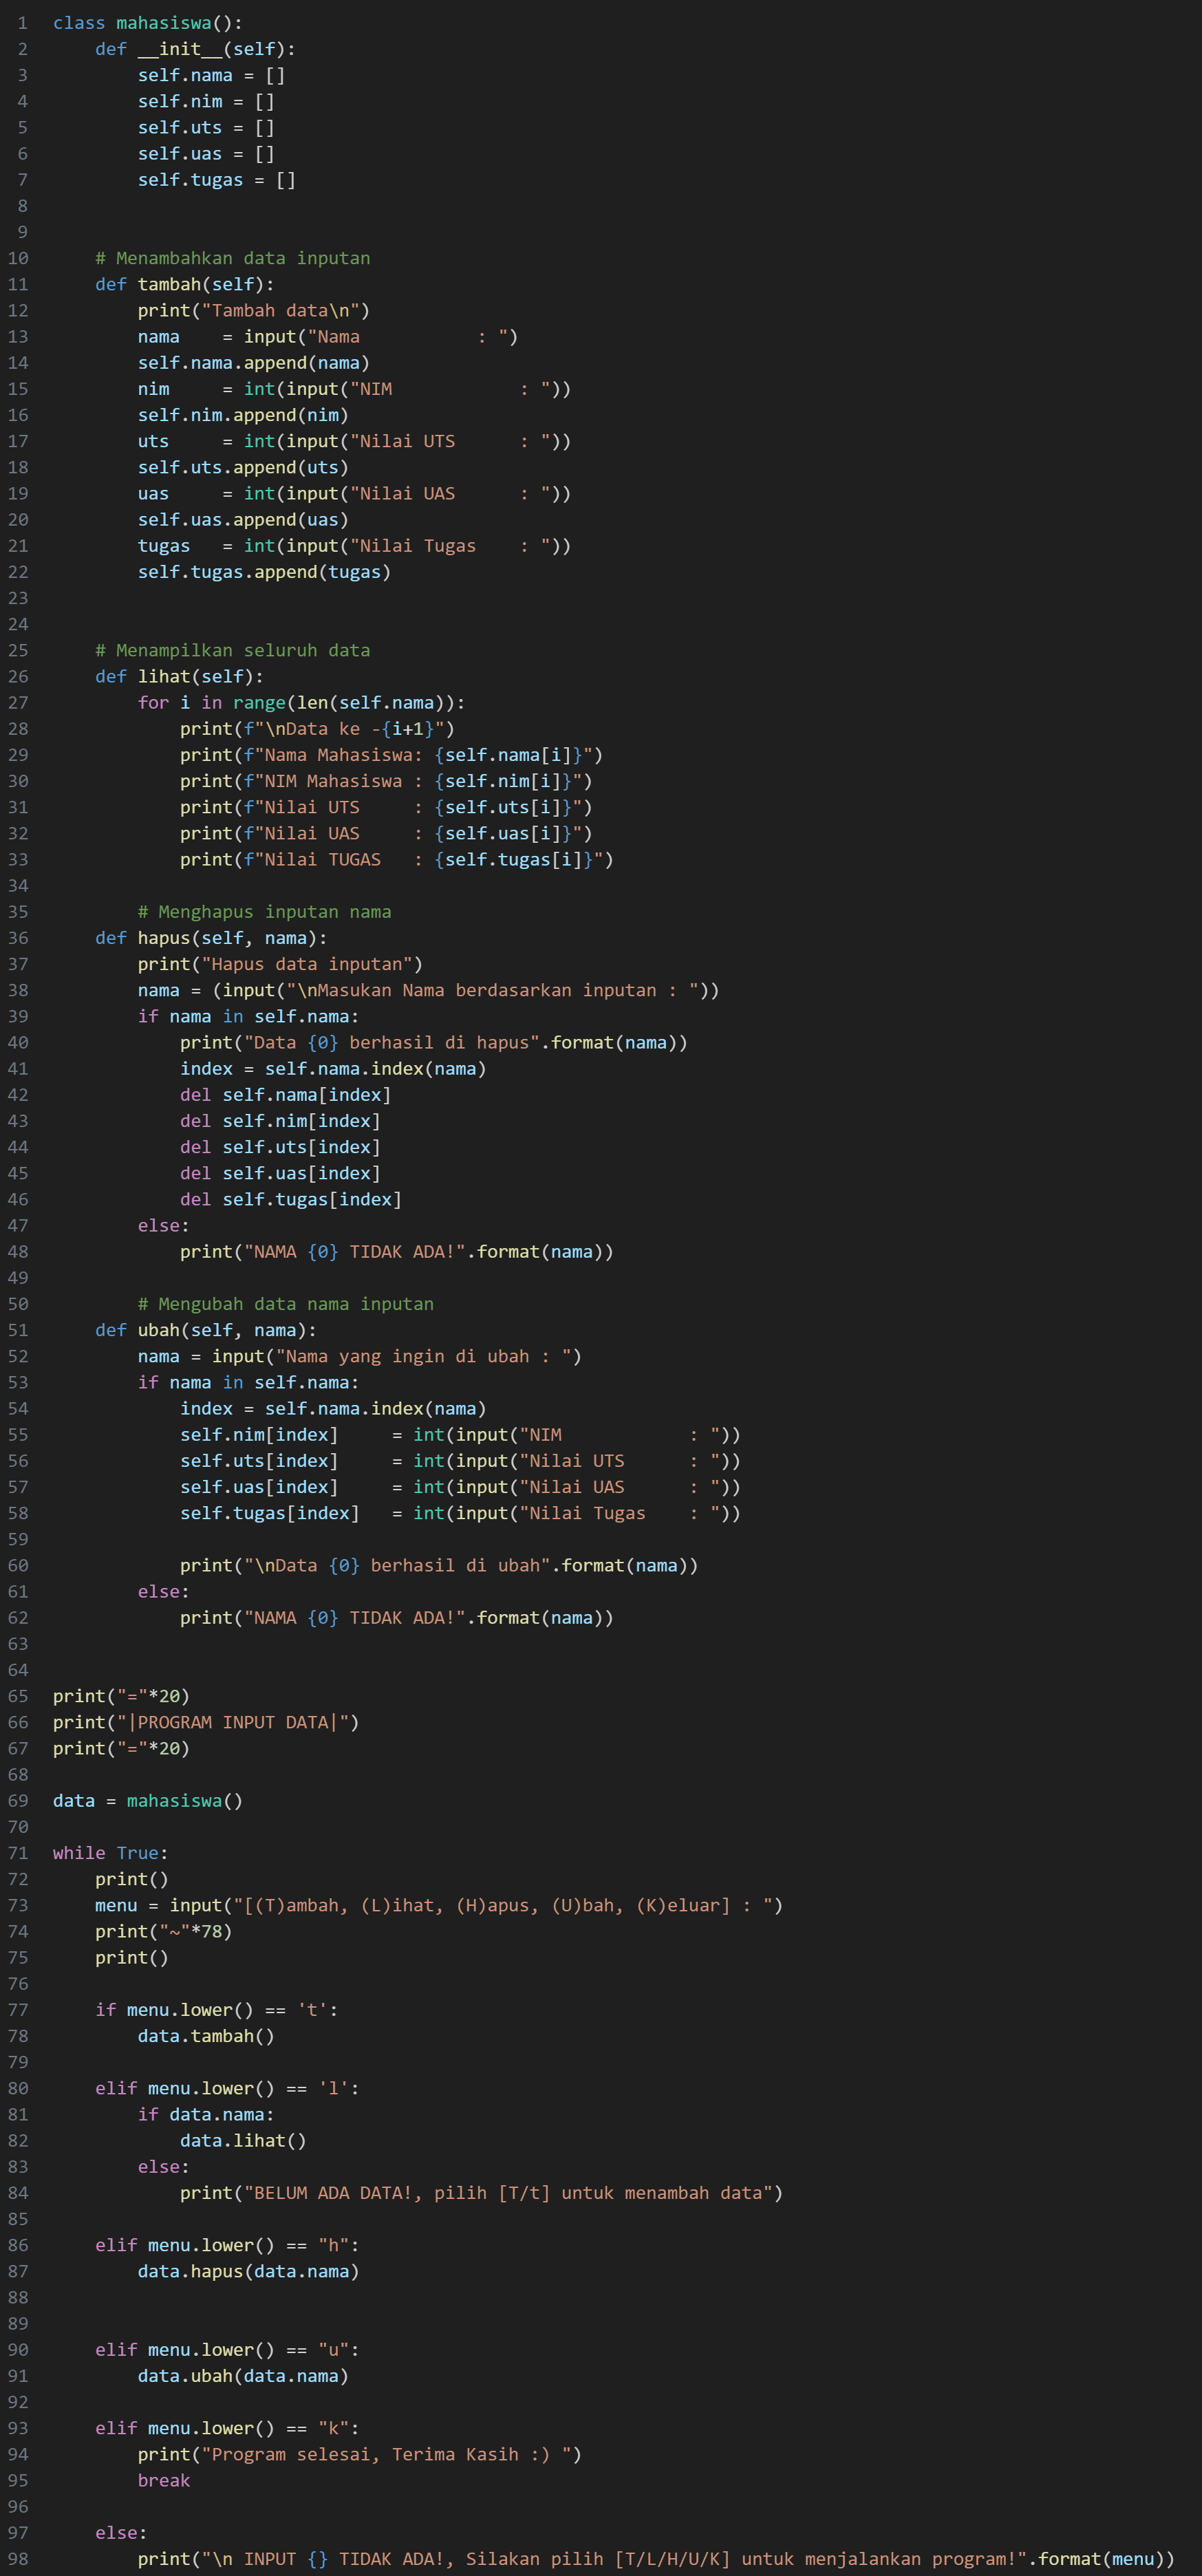 1 class mahasiswa():
2     def __init__(self):
3         self.nama = []
4         self.nim = []
5         self.uts = []
6         self.uas = []
7         self.tugas = []
8
9
10     # Menambahkan data inputan
11     def tambah(self):
12         print("Tambah data\n")
13         nama    = input("Nama           : ")
14         self.nama.append(nama)
15         nim     = int(input("NIM            : "))
16         self.nim.append(nim)
17         uts     = int(input("Nilai UTS      : "))
18         self.uts.append(uts)
19         uas     = int(input("Nilai UAS      : "))
20         self.uas.append(uas)
21         tugas   = int(input("Nilai Tugas    : "))
22         self.tugas.append(tugas)
23
24
25     # Menampilkan seluruh data
26     def lihat(self):
27         for i in range(len(self.nama)):
28             print(f"\nData ke -{i+1}")
29             print(f"Nama Mahasiswa: {self.nama[i]}")
30             print(f"NIM Mahasiswa : {self.nim[i]}")
31             print(f"Nilai UTS     : {self.uts[i]}")
32             print(f"Nilai UAS     : {self.uas[i]}")
33             print(f"Nilai TUGAS   : {self.tugas[i]}")
34
35         # Menghapus inputan nama
36     def hapus(self, nama):
37         print("Hapus data inputan")
38         nama = (input("\nMasukan Nama berdasarkan inputan : "))
39         if nama in self.nama:
40             print("Data {0} berhasil di hapus".format(nama))
41             index = self.nama.index(nama)
42             del self.nama[index]
43             del self.nim[index]
44             del self.uts[index]
45             del self.uas[index]
46             del self.tugas[index]
47         else:
48             print("NAMA {0} TIDAK ADA!".format(nama))
49
50         # Mengubah data nama inputan
51     def ubah(self, nama):
52         nama = input("Nama yang ingin di ubah : ")
53         if nama in self.nama:
54             index = self.nama.index(nama)
55             self.nim[index]     = int(input("NIM            : "))
56             self.uts[index]     = int(input("Nilai UTS      : "))
57             self.uas[index]     = int(input("Nilai UAS      : "))
58             self.tugas[index]   = int(input("Nilai Tugas    : "))
59
60             print("\nData {0} berhasil di ubah".format(nama))
61         else:
62             print("NAMA {0} TIDAK ADA!".format(nama))
63
64
65 print("="*20)
66 print("|PROGRAM INPUT DATA|")
67 print("="*20)
68
69 data = mahasiswa()
70
71 while True:
72     print()
73     menu = input("[(T)ambah, (L)ihat, (H)apus, (U)bah, (K)eluar] : ")
74     print("~"*78)
75     print()
76
77     if menu.lower() == 't':
78         data.tambah()
79
80     elif menu.lower() == 'l':
81         if data.nama:
82             data.lihat()
83         else:
84             print("BELUM ADA DATA!, pilih [T/t] untuk menambah data")
85
86     elif menu.lower() == "h":
87         data.hapus(data.nama)
88
89
90     elif menu.lower() == "u":
91         data.ubah(data.nama)
92
93     elif menu.lower() == "k":
94         print("Program selesai, Terima Kasih :) ")
95         break
96
97     else:
98         print("\n INPUT {} TIDAK ADA!, Silakan pilih [T/L/H/U/K] untuk menjalankan program!".format(menu))